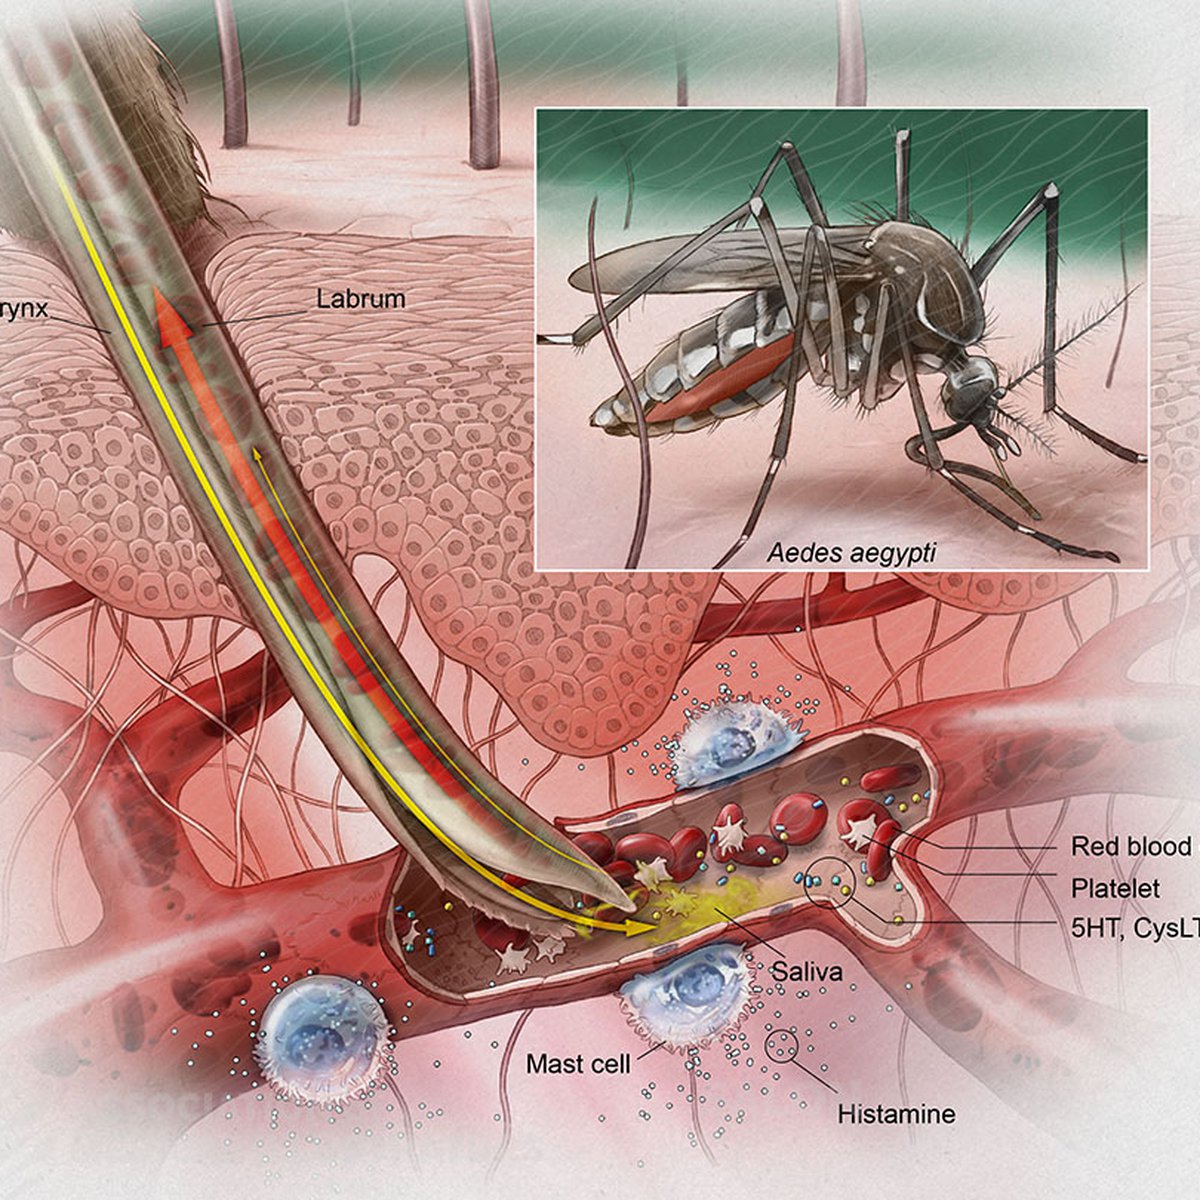 rynx
Labrum
Aedes aegypti
Red blood
Platelet
5HT, CysLT
Saliva
Mast cell
Histamine